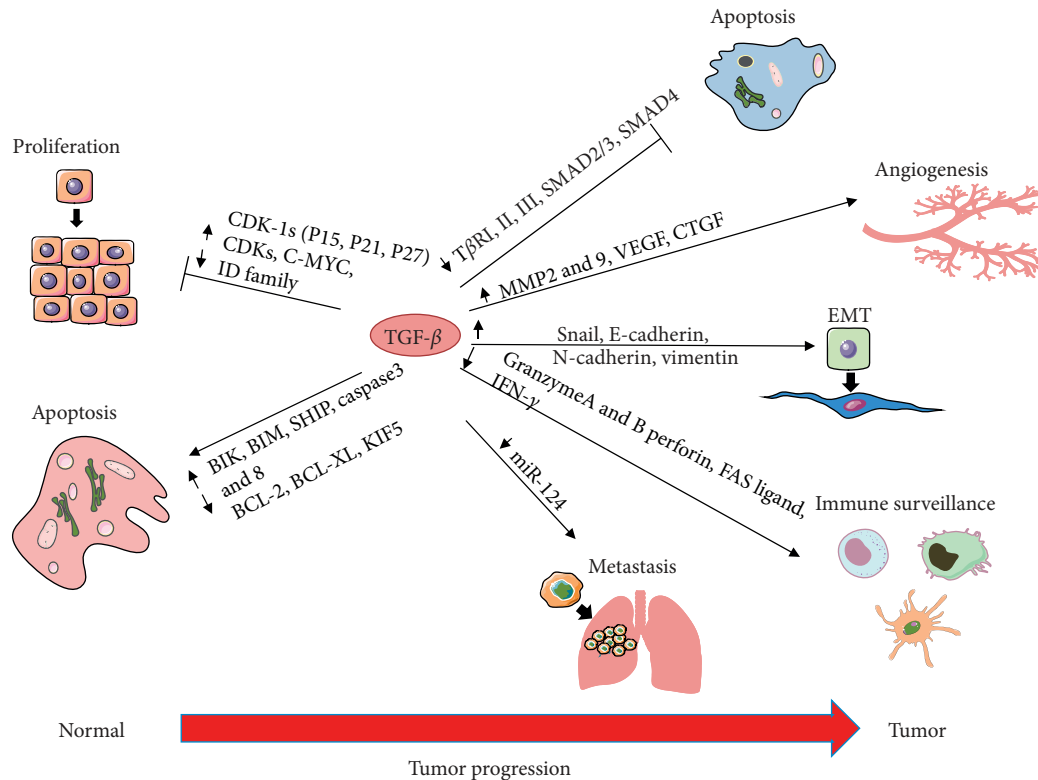 Apoptosis
Proliferation
TβRI, II, III, SMAD2/3, SMAD4
Angiogenesis
CDK-1s (P15, P21, P27)
CDKs, C-MYC,
ID family
MMP2 and 9, VEGF, CTGF
TGF-β
Snail, E-cadherin,
N-cadherin, vimentin
EMT
GranzymeA and B perforin, FAS ligand,
IFN-γ
Apoptosis
BIK, BIM, SHIP, caspase3
and 8
BCL-2, BCL-XL, KIF5
miR-124
Immune surveillance
Metastasis
Normal
Tumor
Tumor progression